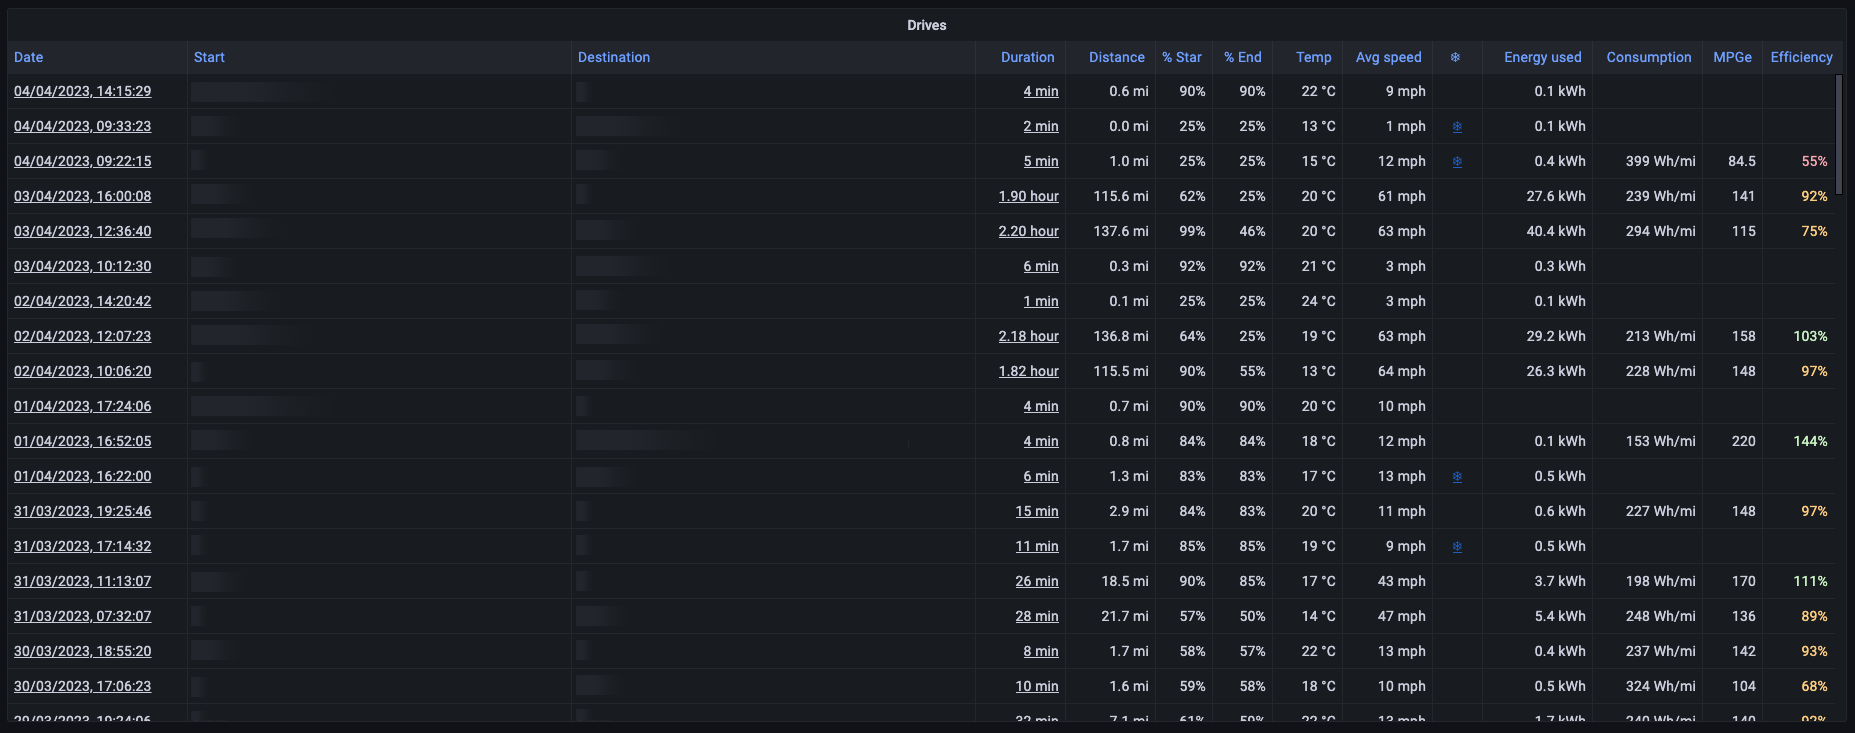 Drives
Date Start Destination Duration Distance % Star % End Temp Avg speed ❄ Energy used Consumption MPGe Efficiency
04/04/2023, 14:15:29 4 min 0.6 mi 90% 90% 22 °C 9 mph 0.1 kWh
04/04/2023, 09:33:23 2 min 0.0 mi 25% 25% 13 °C 1 mph ❄ 0.1 kWh
04/04/2023, 09:22:15 5 min 1.0 mi 25% 25% 15 °C 12 mph ❄ 0.4 kWh 399 Wh/mi 84.5 55%
03/04/2023, 16:00:08 1.90 hour 115.6 mi 62% 25% 20 °C 61 mph 27.6 kWh 239 Wh/mi 141 92%
03/04/2023, 12:36:40 2.20 hour 137.6 mi 99% 46% 20 °C 63 mph 40.4 kWh 294 Wh/mi 115 75%
03/04/2023, 10:12:30 6 min 0.3 mi 92% 92% 21 °C 3 mph 0.3 kWh
02/04/2023, 14:20:42 1 min 0.1 mi 25% 25% 24 °C 3 mph 0.1 kWh
02/04/2023, 12:07:23 2.18 hour 136.8 mi 64% 25% 19 °C 63 mph 29.2 kWh 213 Wh/mi 158 103%
02/04/2023, 10:06:20 1.82 hour 115.5 mi 90% 55% 13 °C 64 mph 26.3 kWh 228 Wh/mi 148 97%
01/04/2023, 17:24:06 4 min 0.7 mi 90% 90% 20 °C 10 mph
01/04/2023, 16:52:05 4 min 0.8 mi 84% 84% 18 °C 12 mph 0.1 kWh 153 Wh/mi 220 144%
01/04/2023, 16:22:00 6 min 1.3 mi 83% 83% 17 °C 13 mph ❄ 0.5 kWh
31/03/2023, 19:25:46 15 min 2.9 mi 84% 83% 20 °C 11 mph 0.6 kWh 227 Wh/mi 148 97%
31/03/2023, 17:14:32 11 min 1.7 mi 85% 85% 19 °C 9 mph ❄ 0.5 kWh
31/03/2023, 11:13:07 26 min 18.5 mi 90% 85% 17 °C 43 mph 3.7 kWh 198 Wh/mi 170 111%
31/03/2023, 07:32:07 28 min 21.7 mi 57% 50% 14 °C 47 mph 5.4 kWh 248 Wh/mi 136 89%
30/03/2023, 18:55:20 8 min 1.7 mi 58% 57% 22 °C 13 mph 0.4 kWh 237 Wh/mi 142 93%
30/03/2023, 17:06:23 10 min 1.6 mi 59% 58% 18 °C 10 mph 0.5 kWh 324 Wh/mi 104 68%